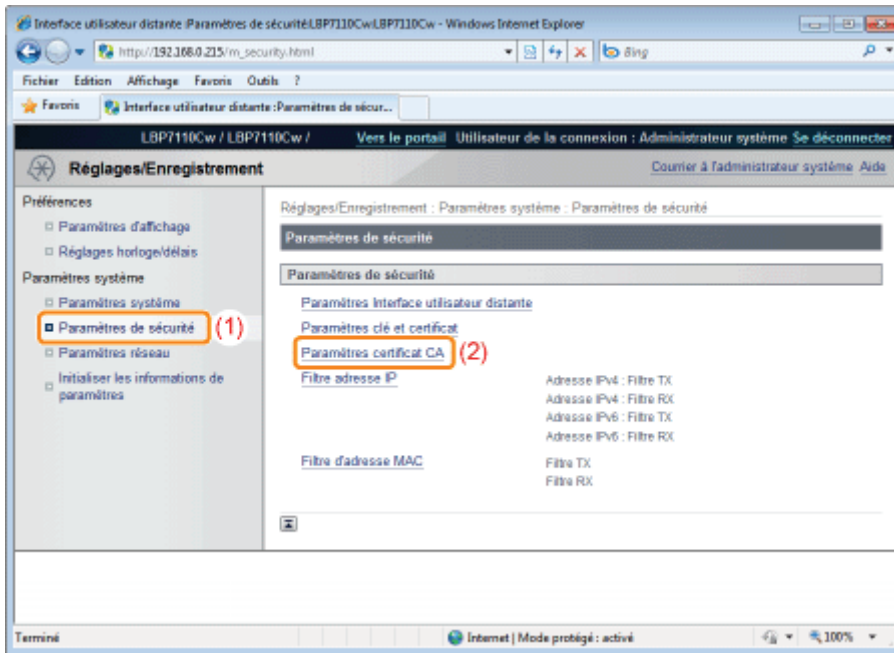 Interface utilisateur distante :Paramètres de sécurité:LBP7110Cw:LBP7110Cw - Windows Internet Explorer
http://192.168.0.215/m_security.html
Bing
Fichier Edition Affichage Favoris Outils ?
Favoris Interface utilisateur distante :Paramètres de sécur...
LBP7110Cw / LBP7110Cw / Vers le portail Utilisateur de la connexion : Administrateur système Se déconnecter
Réglages/Enregistrement Courrier à l'administrateur système Aide
Préférences
Paramètres d'affichage
Réglages horloge/délais
Paramètres système
Paramètres système
Paramètres de sécurité (1)
Paramètres réseau
Initialiser les informations de
paramètres
Réglages/Enregistrement : Paramètres système : Paramètres de sécurité
Paramètres de sécurité
Paramètres de sécurité
Paramètres Interface utilisateur distante
Paramètres clé et certificat
Paramètres certificat CA (2)
Filtre adresse IP Adresse IPv4 : Filtre TX
Adresse IPv4 : Filtre RX
Adresse IPv6 : Filtre TX
Adresse IPv6 : Filtre RX
Filtre d'adresse MAC Filtre TX
Filtre RX
Terminé Internet | Mode protégé : activé 100%